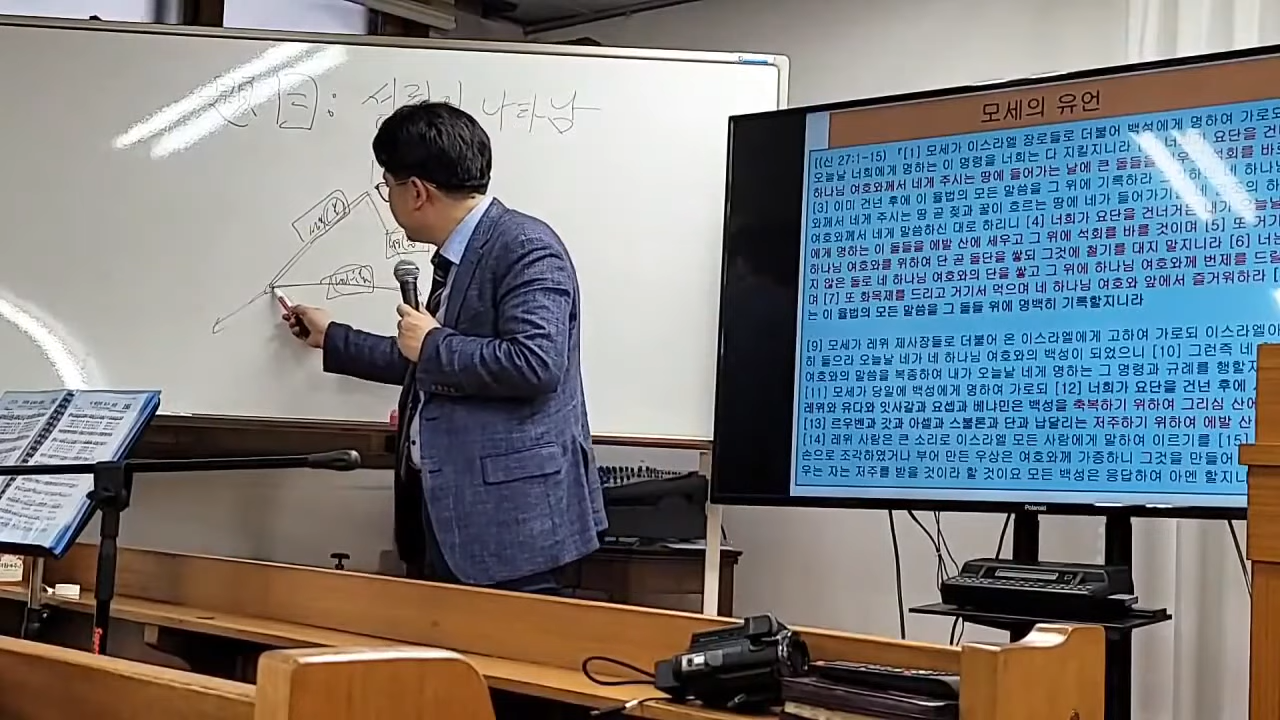 제목: 섭리 나타남
모세의 유언
[(신 27:1-15) 『[1] 모세가 이스라엘 장로들로 더불어 백성에게 명하여 가로되
오늘날 너희에게 명하는 이 명령을 너희는 다 지킬지니라 요단을 건너
하나님 여호와께서 네게 주시는 땅에 들어가는 날에 큰 돌들을 석회를 바르
[3] 이미 건넌 후에 이 율법의 모든 말씀을 그 위에 기록하라 네 하나님
께서 네게 주시는 땅 곧 젖과 꿀이 흐르는 땅에 네가 들어가기
여호와께서 네게 말씀하신 대로 하리니 [4] 너희가 요단을 건너거든 내가 오늘날
에게 명하는 이 돌들을 에발 산에 세우고 그 위에 석회를 바를 것이며 [5] 또 거기
하나님 여호와를 위하여 단 곧 돌단을 쌓되 그것에 철기를 대지 말지니라 [6] 너는
지 않은 돌로 네 하나님 여호와의 단을 쌓고 그 위에 하나님 여호와께 번제를 드릴
며 [7] 또 화목제를 드리고 거기서 먹으며 네 하나님 여호와 앞에서 즐거워하라
는 이 율법의 모든 말씀을 그 돌들 위에 명백히 기록할지니라
[9] 모세가 레위 제사장들로 더불어 온 이스라엘에게 고하여 가로되 이스라엘아
히 들으라 오늘날 네가 네 하나님 여호와의 백성이 되었으니 [10] 그런즉 네
여호와의 말씀을 복종하여 내가 오늘날 네게 명하는 그 명령과 규례를 행할지
[11] 모세가 당일에 백성에게 명하여 가로되 [12] 너희가 요단을 건넌 후에
레위와 유다와 잇사갈과 요셉과 베냐민은 백성을 축복하기 위하여 그리심 산에
[13] 르우벤과 갓과 아셀과 스불론과 단과 납달리는 저주하기 위하여 에발 산
[14] 레위 사람은 큰 소리로 이스라엘 모든 사람에게 말하여 이르기를 [15]
손으로 조각하였거나 부어 만든 우상은 여호와께 가증하니 그것을 만들어
우는 자는 저주를 받을 것이라 할 것이요 모든 백성은 응답하여 아멘 할지니
Polaroid